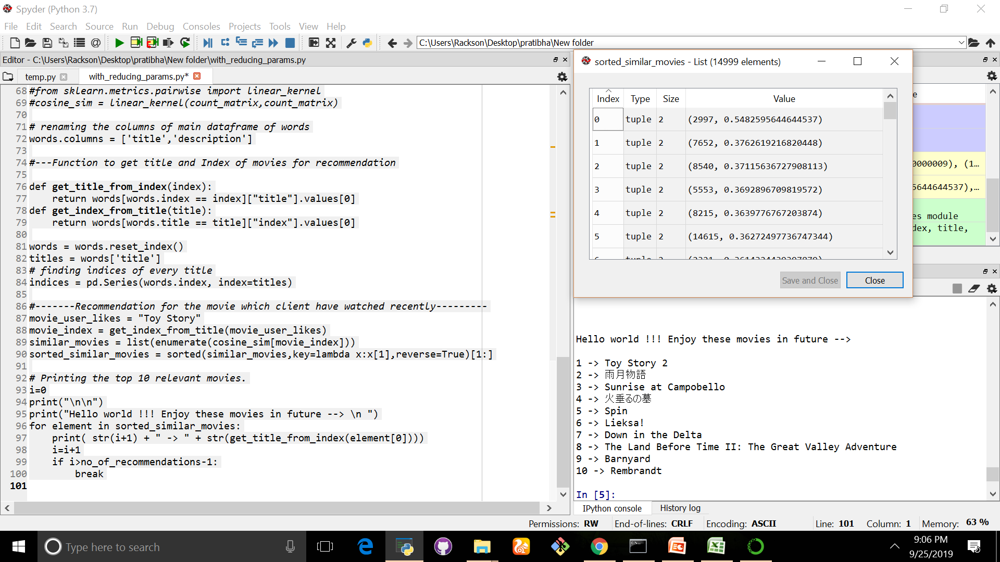 Spyder (Python 3.7)
File Edit Search Source Run Debug Consoles Projects Tools View Help
C:\Users\Rackson\Desktop\pratibha\New folder
Editor - C:\Users\Rackson\Desktop\pratibha\New folder\with_reducing_params.py
temp.py with_reducing_params.py*
68 #from sklearn.metrics.pairwise import linear_kernel
69 #cosine_sim = linear_kernel(count_matrix,count_matrix)
70
71 # renaming the columns of main dataframe of words
72 words.columns = ['title','description']
73
74 #---Function to get title and Index of movies for recommendation
75
76 def get_title_from_index(index):
77     return words[words.index == index]["title"].values[0]
78 def get_index_from_title(title):
79     return words[words.title == title]["index"].values[0]
80
81 words = words.reset_index()
82 titles = words['title']
83 # finding indices of every title
84 indices = pd.Series(words.index, index=titles)
85
86 #-------Recommendation for the movie which client have watched recently---------
87 movie_user_likes = "Toy Story"
88 movie_index = get_index_from_title(movie_user_likes)
89 similar_movies = list(enumerate(cosine_sim[movie_index]))
90 sorted_similar_movies = sorted(similar_movies,key=lambda x:x[1],reverse=True)[1:]
91
92 # Printing the top 10 relevant movies.
93 i=0
94 print("\n\n")
95 print("Hello world !!! Enjoy these movies in future --> \n ")
96 for element in sorted_similar_movies:
97     print( str(i+1) + " -> " + str(get_title_from_index(element[0])))
98     i=i+1
99     if i>no_of_recommendations-1:
100         break
101
sorted_similar_movies - List (14999 elements)
Index Type Size Value
0 tuple 2 (2997, 0.5482595644644537)
1 tuple 2 (7652, 0.3762619216820448)
2 tuple 2 (8540, 0.37115636727908113)
3 tuple 2 (5553, 0.3692896709819572)
4 tuple 2 (8215, 0.3639776767203874)
5 tuple 2 (14615, 0.36272497736747344)
Save and Close Close
e
0000009), (1…
5644644537),…
es module
dex, title,
Hello world !!! Enjoy these movies in future -->
1 -> Toy Story 2
2 -> 雨月物語
3 -> Sunrise at Campobello
4 -> 火垂るの墓
5 -> Spin
6 -> Lieksa!
7 -> Down in the Delta
8 -> The Land Before Time II: The Great Valley Adventure
9 -> Barnyard
10 -> Rembrandt
In [5]:
IPython console History log
Permissions: RW End-of-lines: CRLF Encoding: ASCII Line: 101 Column: 1 Memory: 63 %
Type here to search
9:06 PM
9/25/2019